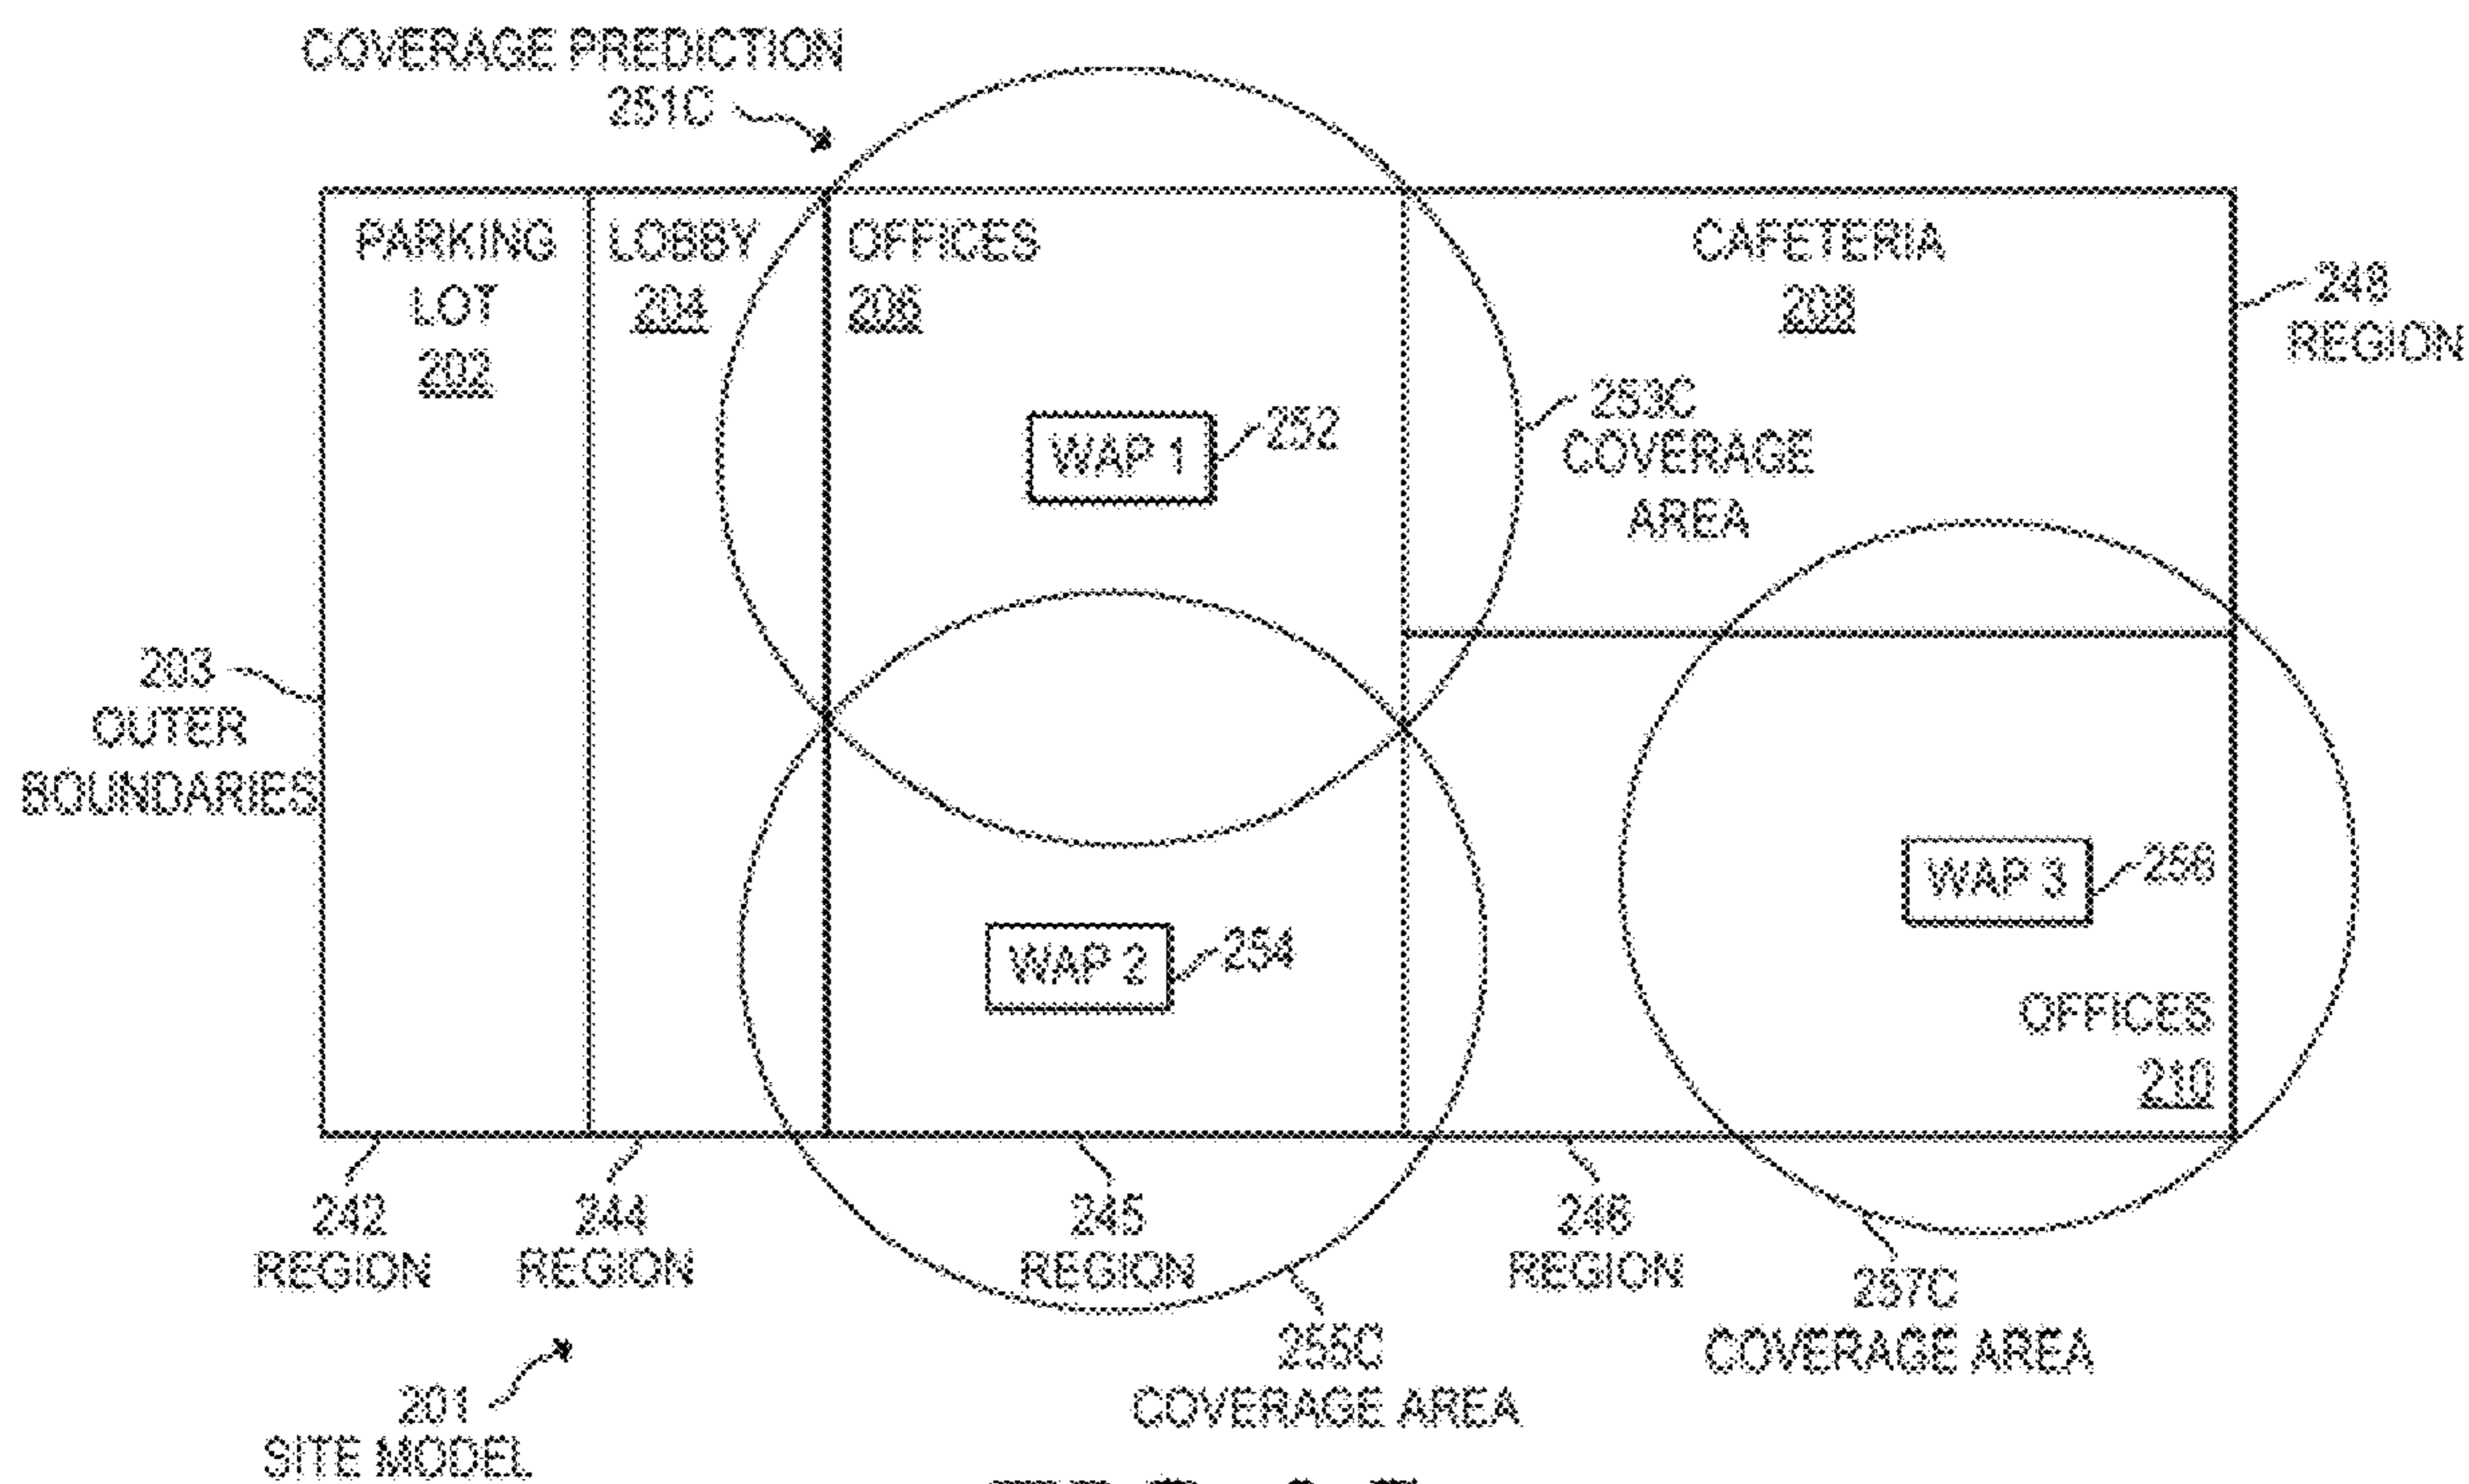 COVERAGE PREDICTION
251C
PARKING
LOT
202
LOBBY
204
OFFICES
206
CAFETERIA
208
248
REGION
WAP 1
252
253C
COVERAGE
AREA
203
OUTER
BOUNDARIES
WAP 2
254
WAP 3
256
OFFICES
210
242
REGION
244
REGION
245
REGION
246
REGION
257C
COVERAGE AREA
255C
COVERAGE AREA
201
SITE MODEL